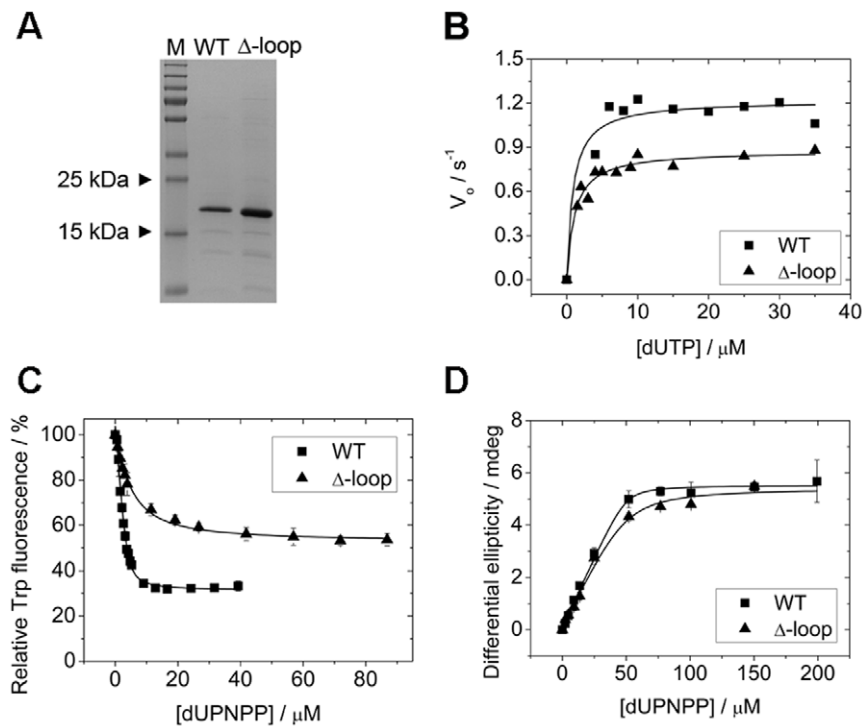 A
M WT Δ-loop
25 kDa
15 kDa
B
1.5
1.2
0.9
0.6
0.3
0.0
Vo / s-1
0 10 20 30 40
[dUTP] / μM
WT
Δ-loop
C
100
80
60
40
20
0
Relative Trp fluorescence / %
0 20 40 60 80
[dUPNPP] / μM
WT
Δ-loop
D
8
6
4
2
0
Differential ellipticity / mdeg
0 50 100 150 200
[dUPNPP] / μM
WT
Δ-loop